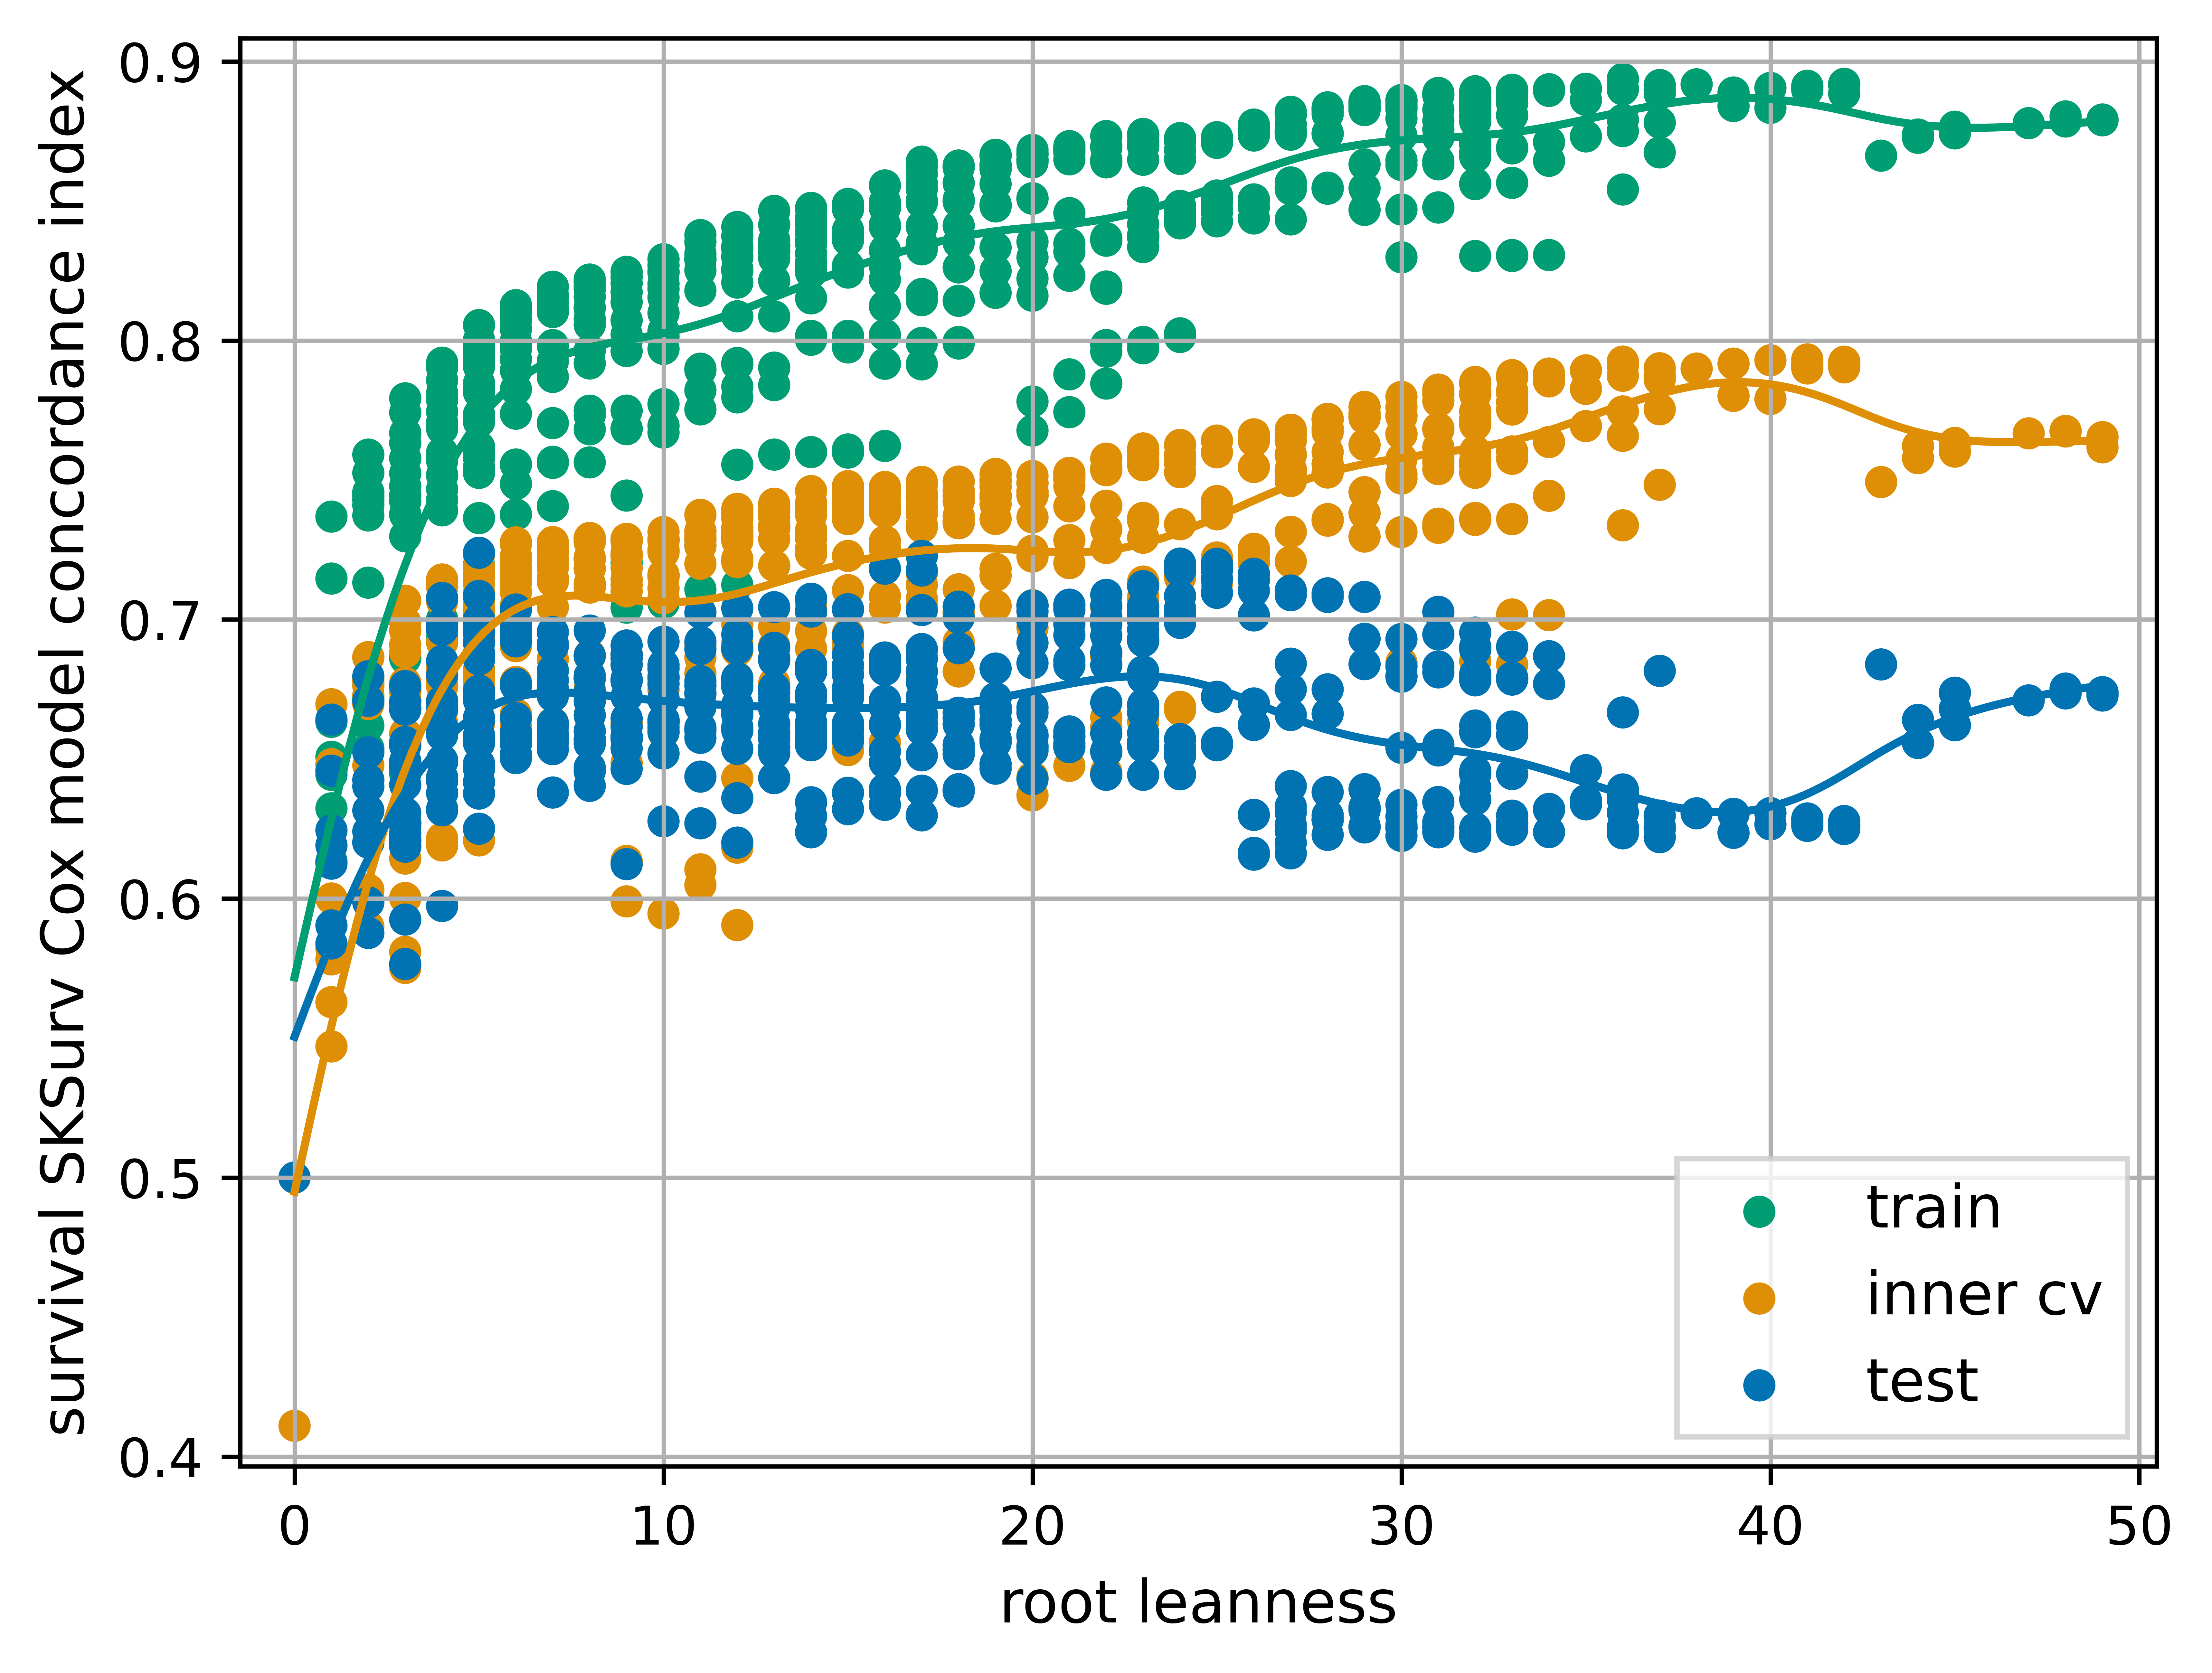 survival SKSurv Cox model concordance index
0.9
0.8
0.7
0.6
0.5
0.4
0 10 20 30 40 50
root leanness
train
inner cv
test